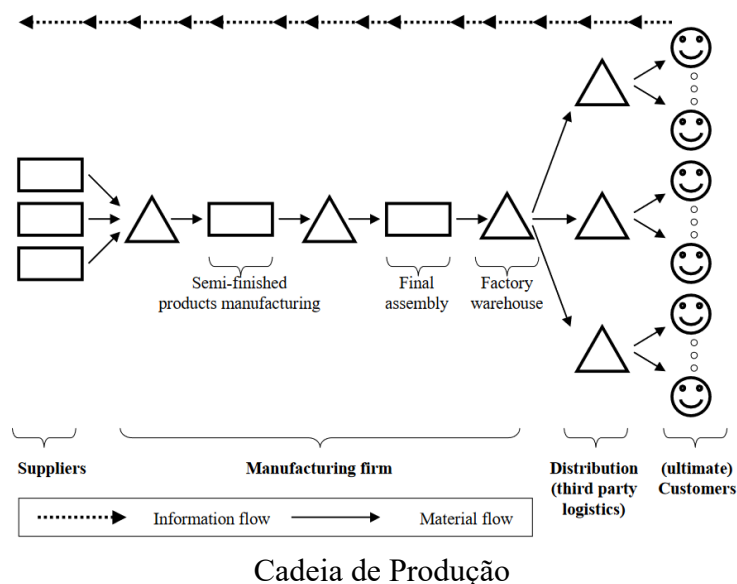 Semi-finished
products manufacturing
Final
assembly
Factory
warehouse
Suppliers
Manufacturing firm
Distribution
(third party
logistics)
(ultimate)
Customers
Information flow
Material flow
Cadeia de Produção